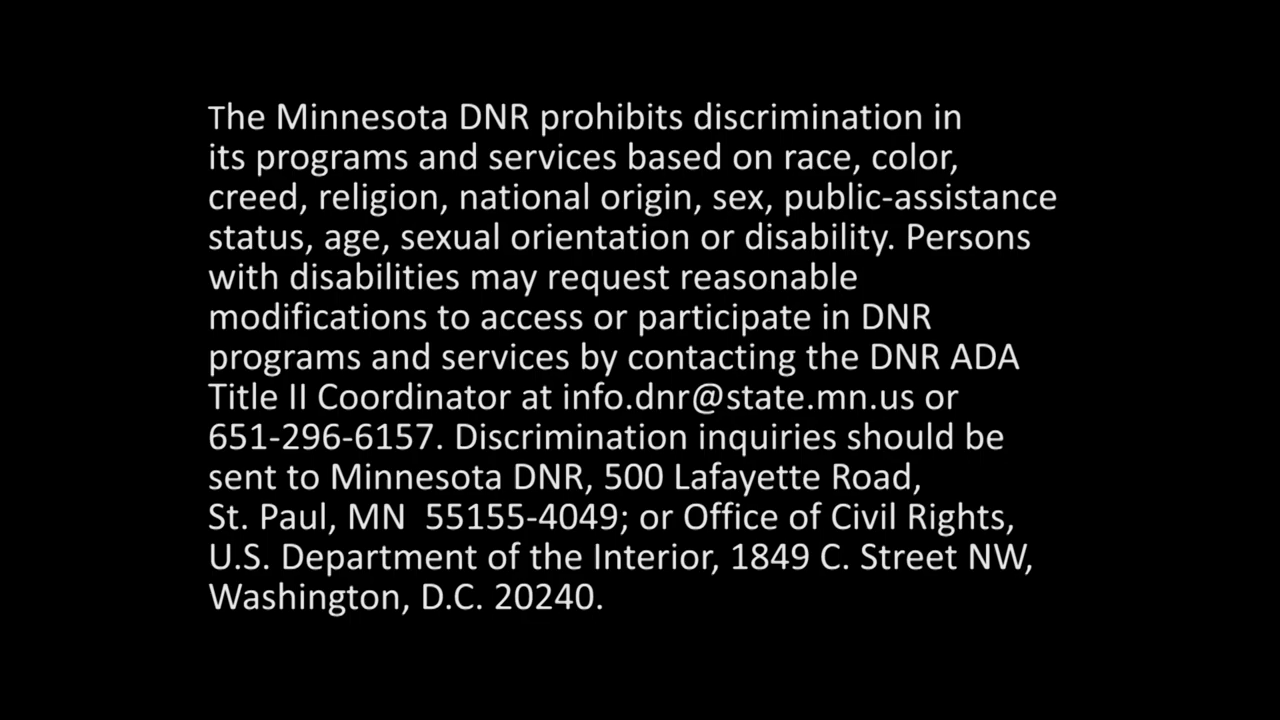 The Minnesota DNR prohibits discrimination in
its programs and services based on race, color,
creed, religion, national origin, sex, public-assistance
status, age, sexual orientation or disability. Persons
with disabilities may request reasonable
modifications to access or participate in DNR
programs and services by contacting the DNR ADA
Title II Coordinator at info.dnr@state.mn.us or
651-296-6157. Discrimination inquiries should be
sent to Minnesota DNR, 500 Lafayette Road,
St. Paul, MN  55155-4049; or Office of Civil Rights,
U.S. Department of the Interior, 1849 C. Street NW,
Washington, D.C. 20240.